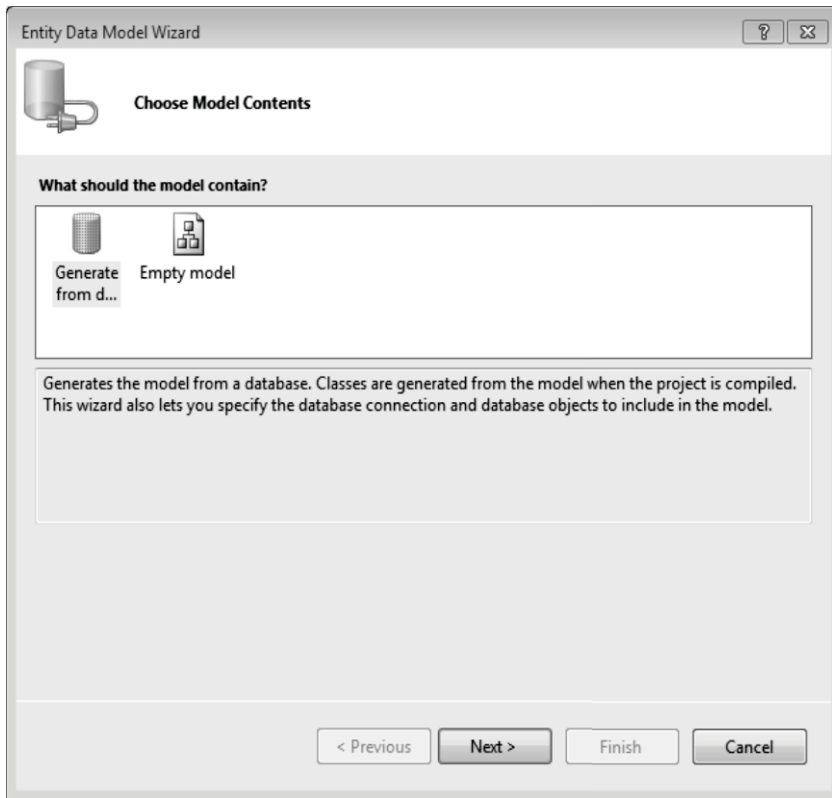 Entity Data Model Wizard
Choose Model Contents
What should the model contain?
Generate
from d...
Empty model
Generates the model from a database. Classes are generated from the model when the project is compiled.
This wizard also lets you specify the database connection and database objects to include in the model.
< Previous
Next >
Finish
Cancel